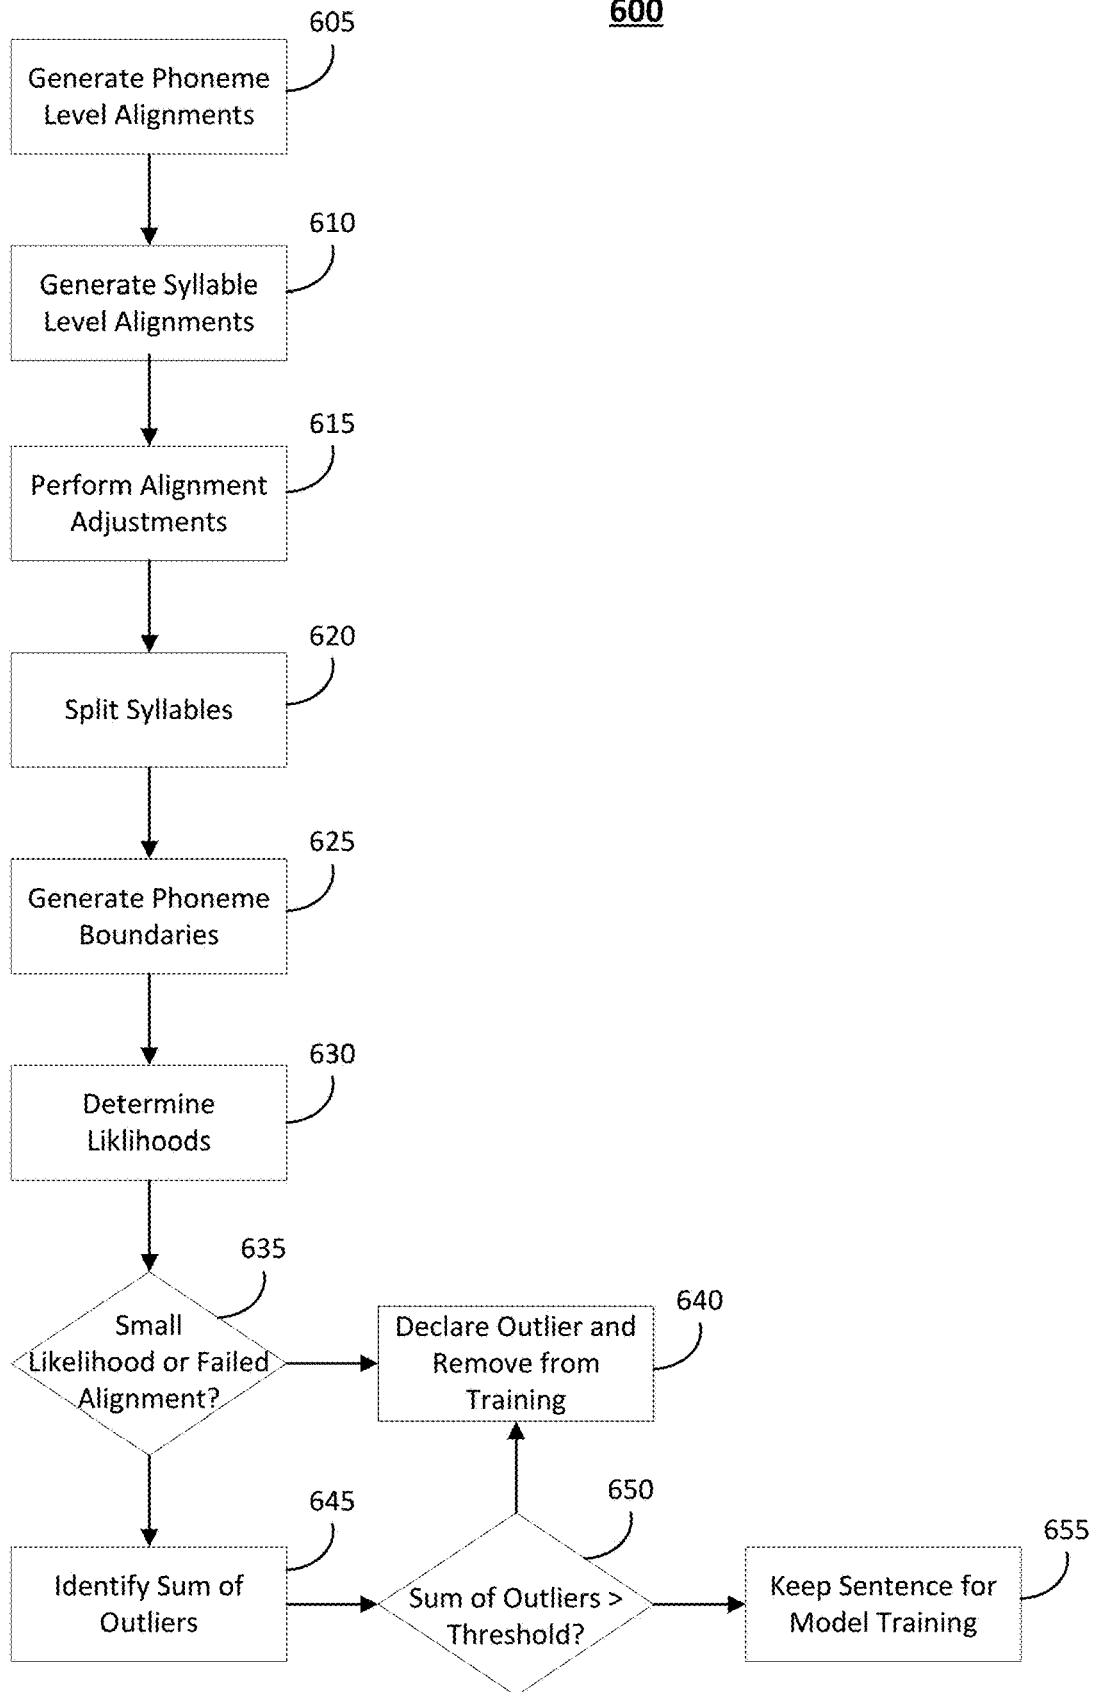 600
605
Generate Phoneme
Level Alignments
610
Generate Syllable
Level Alignments
615
Perform Alignment
Adjustments
620
Split Syllables
625
Generate Phoneme
Boundaries
630
Determine
Liklihoods
635
Small
Likelihood or Failed
Alignment?
640
Declare Outlier and
Remove from
Training
645
Identify Sum of
Outliers
650
Sum of Outliers >
Threshold?
655
Keep Sentence for
Model Training